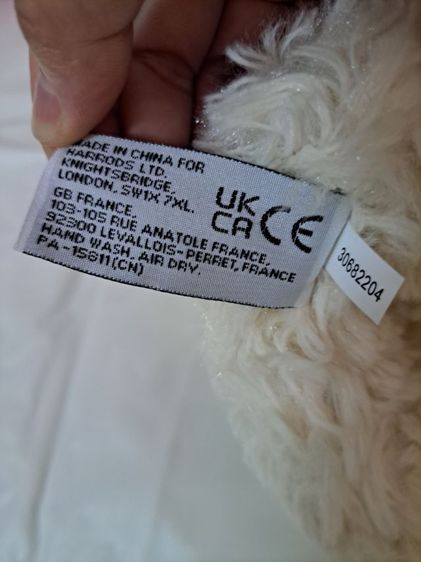 MADE IN CHINA FOR
HARRODS LTD.
KNIGHTSBRIDGE,
LONDON, SW1X 7XL.
GB FRANCE,
103-105 RUE ANATOLE FRANCE,
92300 LEVALLOIS-PERRET, FRANCE
HAND WASH, AIR DRY.
PA-15811(CN)
UK
CA CE
30682204